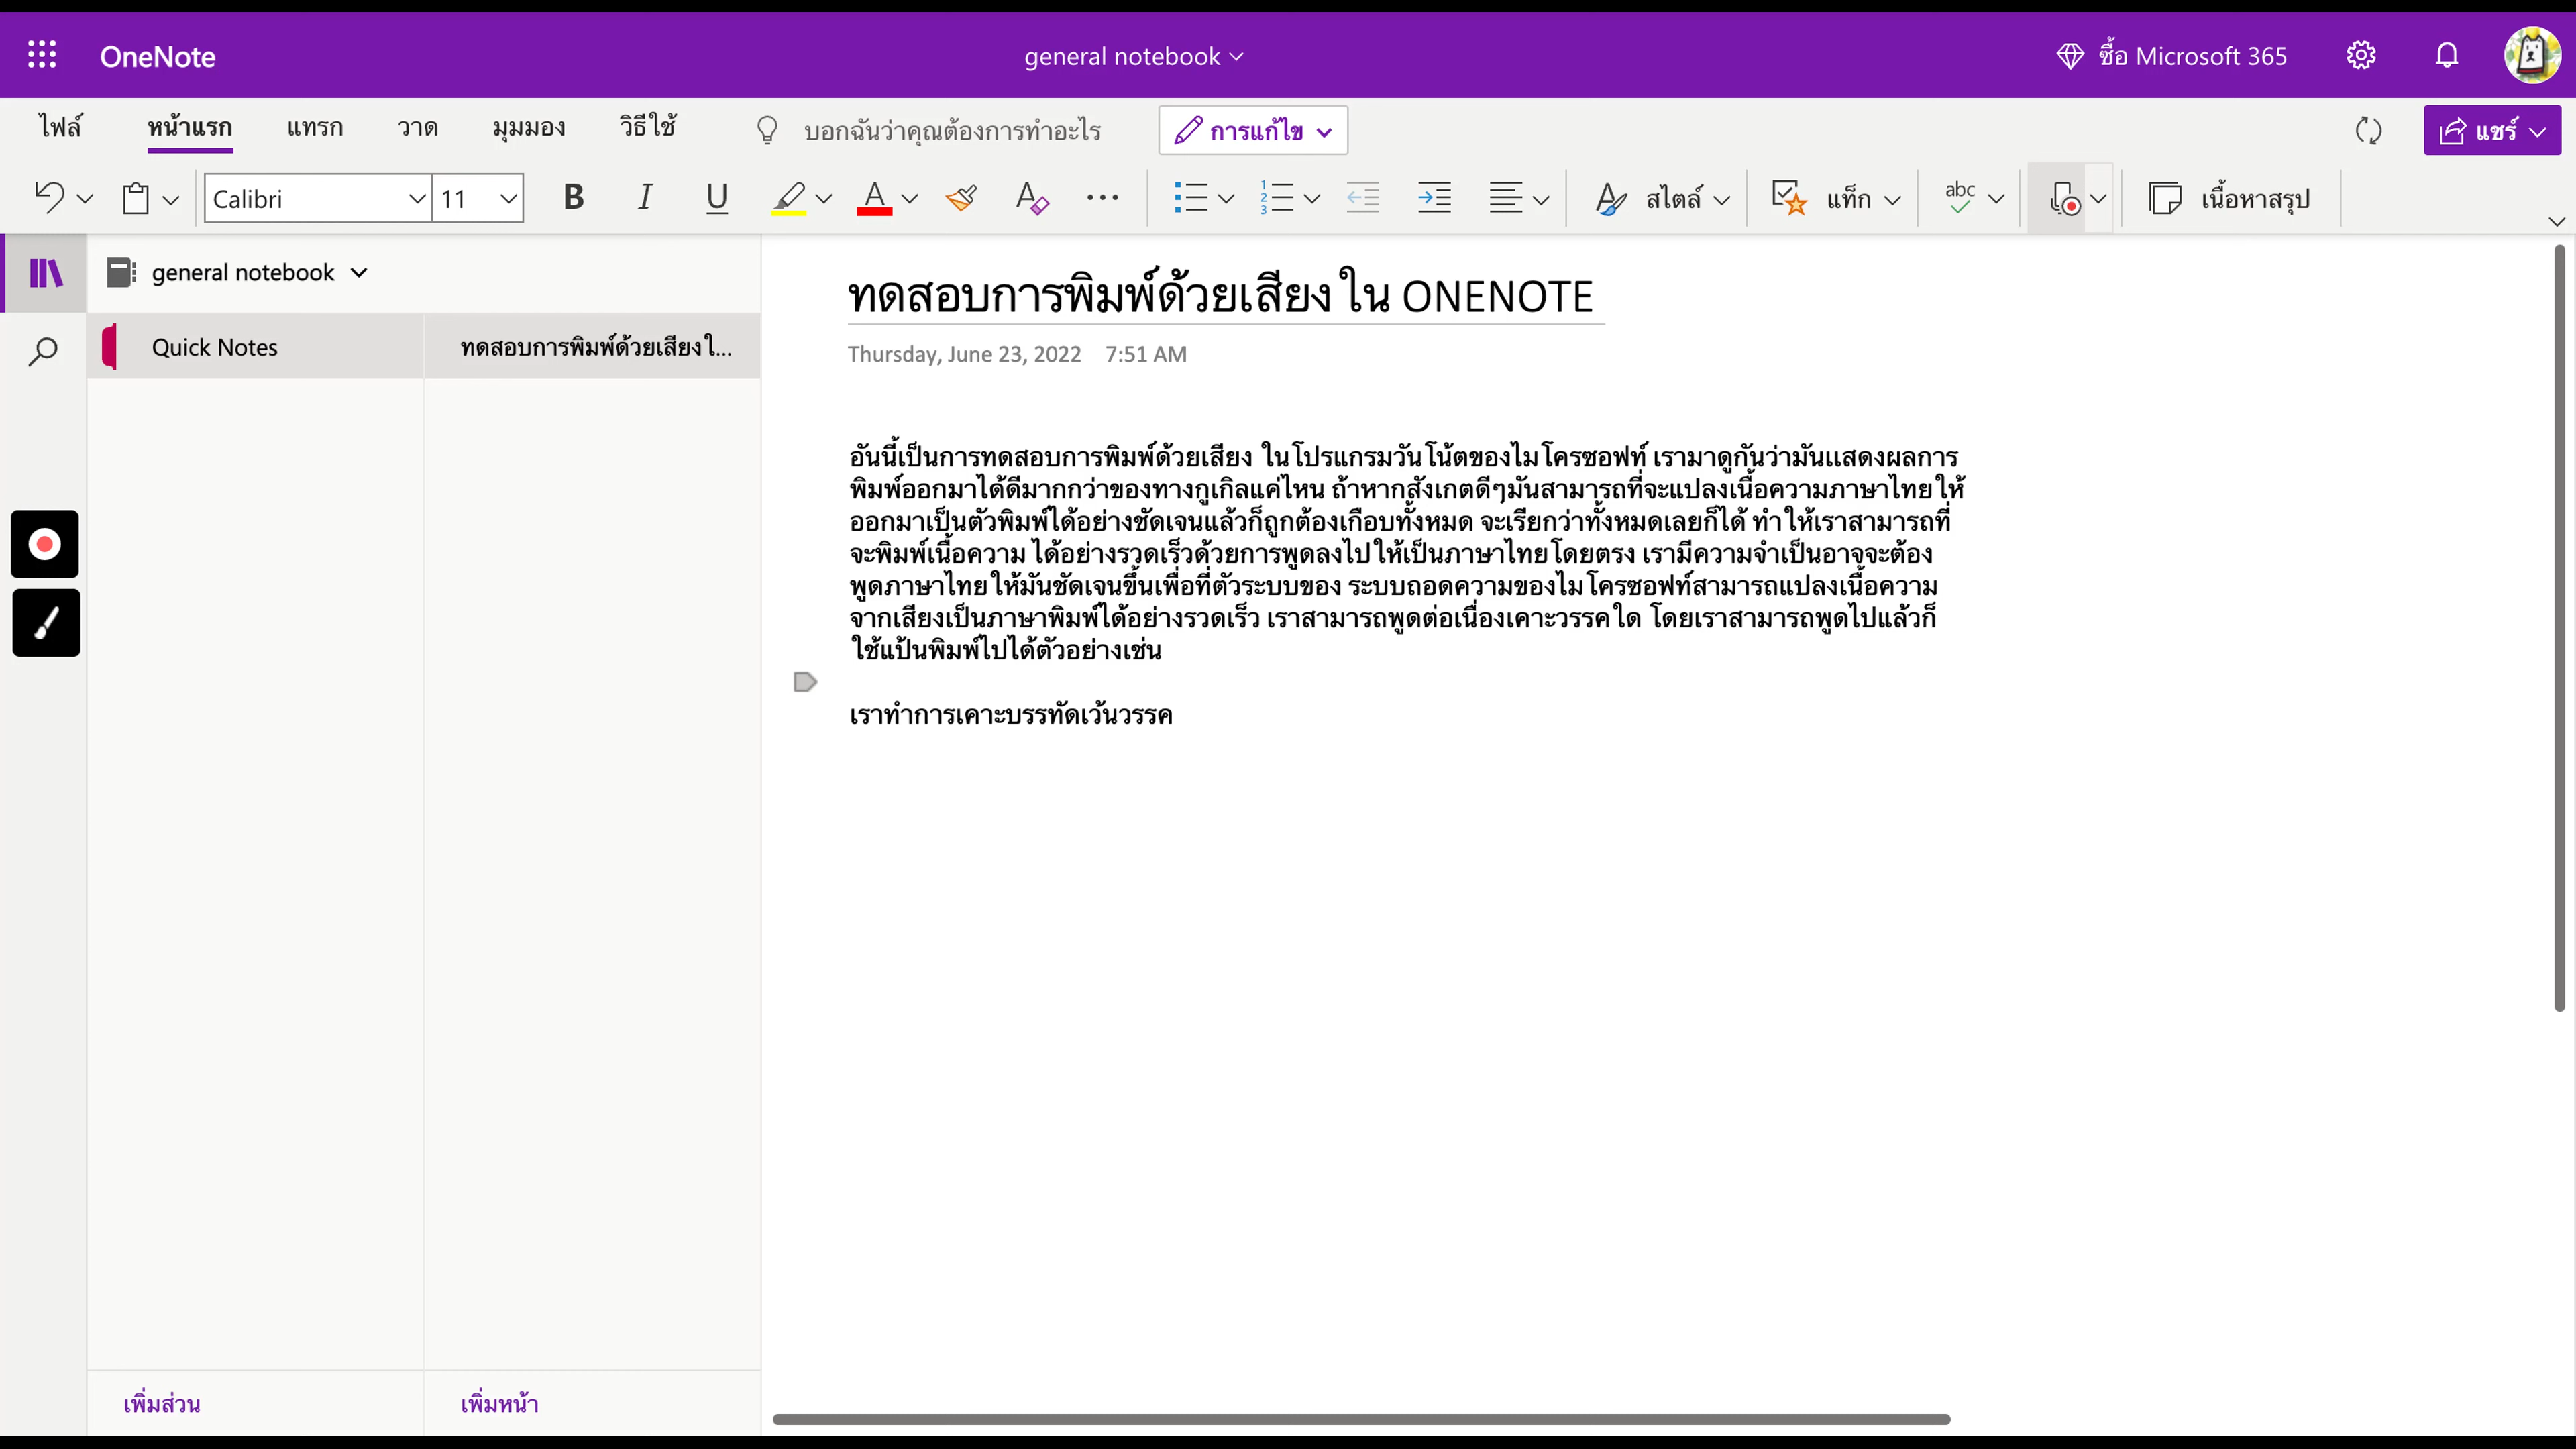 OneNote
general notebook
ซื้อ Microsoft 365
ไฟล์ หน้าแรก แทรก วาด มุมมอง วิธีใช้ บอกฉันว่าคุณต้องการทำอะไร การแก้ไข แชร์
Calibri 11 B I U A A สไตล์ แท็ก abc เนื้อหาสรุป
general notebook
Quick Notes
ทดสอบการพิมพ์ด้วยเสียง ใ...
ทดสอบการพิมพ์ด้วยเสียง ใน ONENOTE
Thursday, June 23, 2022 7:51 AM
อันนี้เป็นการทดสอบการพิมพ์ด้วยเสียง ในโปรแกรมวันโน้ตของไมโครซอฟท์ เรามาดูกันว่ามันแสดงผลการ
พิมพ์ออกมาได้ดีมากกว่าของทางกูเกิลแค่ไหน ถ้าหากสังเกตดีๆมันสามารถที่จะแปลงเนื้อความภาษาไทยให้
ออกมาเป็นตัวพิมพ์ได้อย่างชัดเจนแล้วก็ถูกต้องเกือบทั้งหมด จะเรียกว่าทั้งหมดเลยก็ได้ ทำให้เราสามารถที่
จะพิมพ์เนื้อความ ได้อย่างรวดเร็วด้วยการพูดลงไปให้เป็นภาษาไทยโดยตรง เรามีความจำเป็นอาจจะต้อง
พูดภาษาไทยให้มันชัดเจนขึ้นเพื่อที่ตัวระบบของ ระบบถอดความของไมโครซอฟท์สามารถแปลงเนื้อความ
จากเสียงเป็นภาษาพิมพ์ได้อย่างรวดเร็ว เราสามารถพูดต่อเนื่องเคาะวรรคใด โดยเราสามารถพูดไปแล้วก็
ใช้แป้นพิมพ์ไปได้ตัวอย่างเช่น
เราทำการเคาะบรรทัดเว้นวรรค
เพิ่มส่วน
เพิ่มหน้า